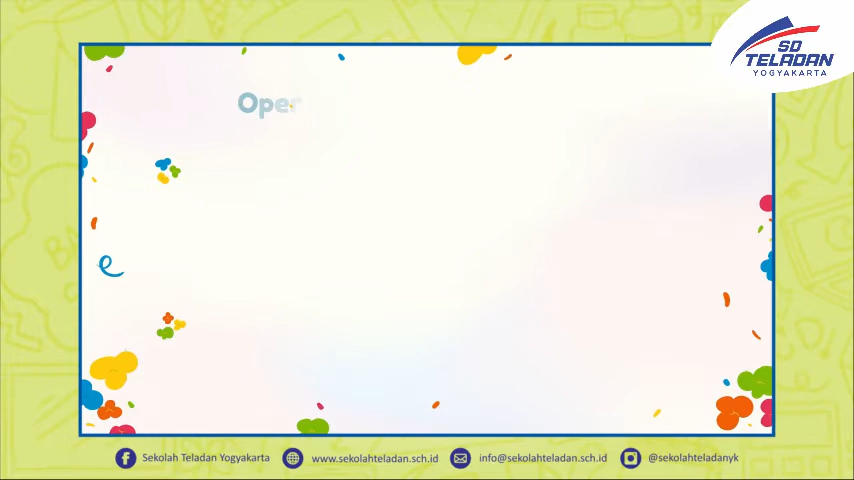 SD
TELADAN
YOGYAKARTA
Oper
e
Sekolah Teladan Yogyakarta
www.sekolahteladan.sch.id
info@sekolahteladan.sch.id
@sekolahteladanyk